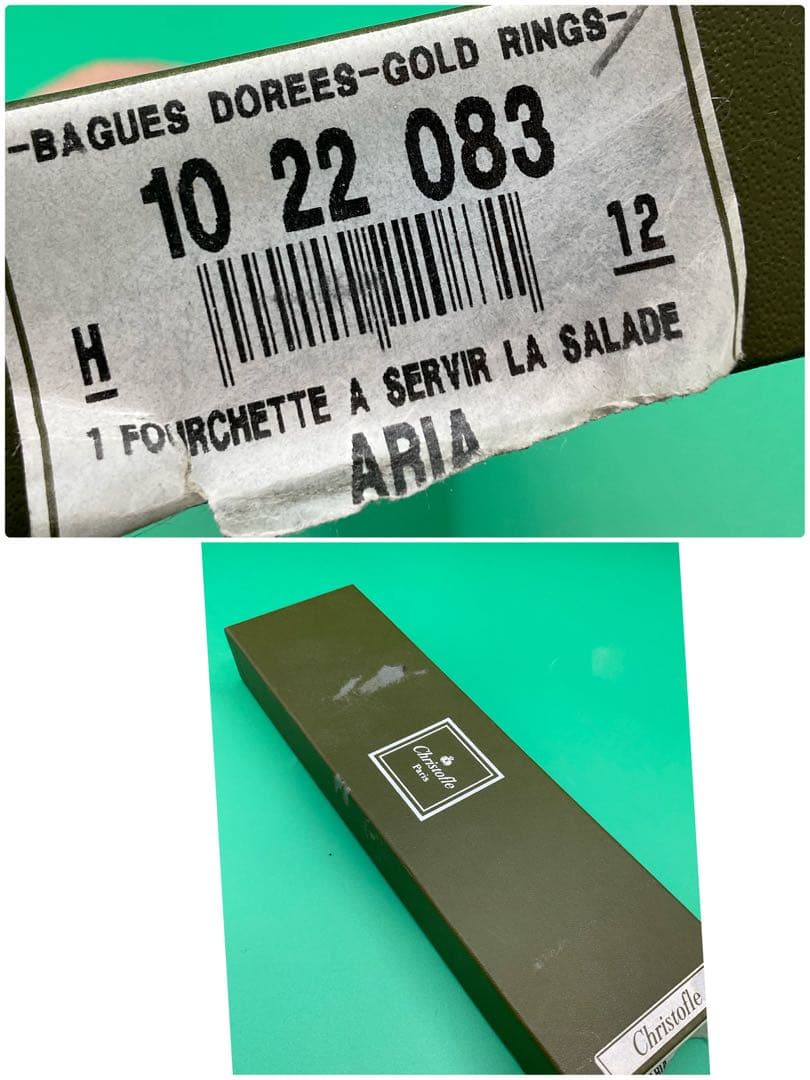 -BAGUES DOREES-GOLD RINGS-
10 22 083
12
H
1 FOURCHETTE A SERVIR LA SALADE
ARIA
Christofle
Paris
Christofle